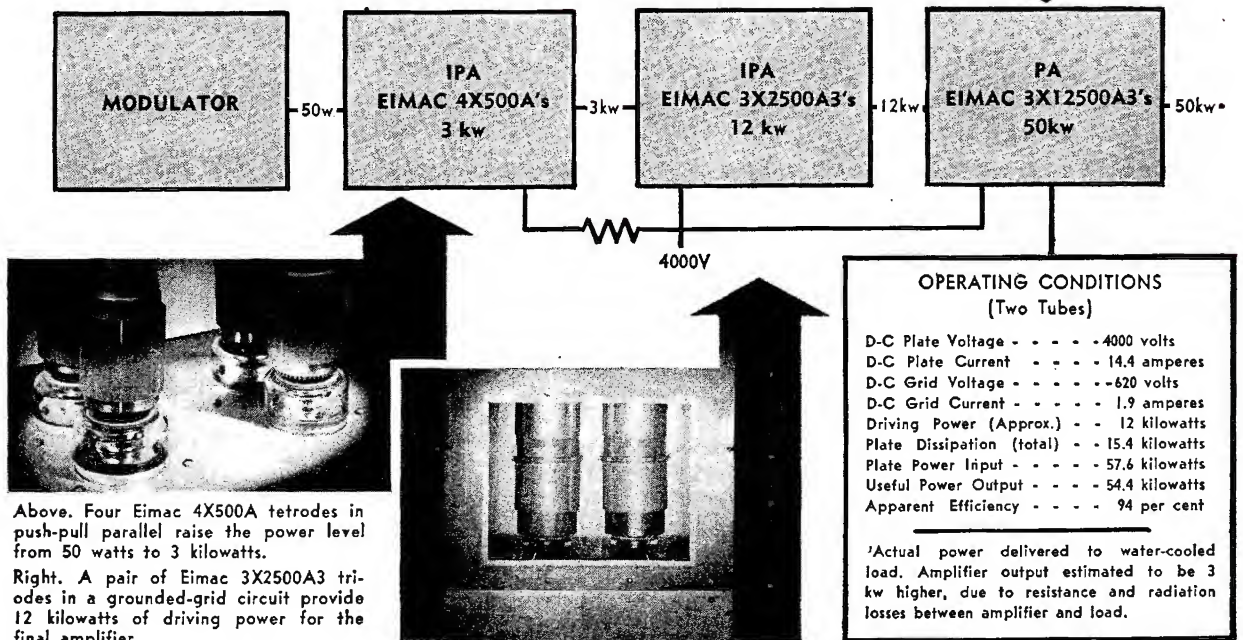 MODULATOR
50w
IPA
EIMAC 4X500A's
3 kw
3kw
IPA
EIMAC 3X2500A3's
12 kw
12kw
PA
EIMAC 3X12500A3's
50kw
50kw
4000V
Above. Four Eimac 4X500A tetrodes in
push-pull parallel raise the power level
from 50 watts to 3 kilowatts.
Right. A pair of Eimac 3X2500A3 tri-
odes in a grounded-grid circuit provide
12 kilowatts of driving power for the
final amplifier.
OPERATING CONDITIONS
(Two Tubes)
D-C Plate Voltage - - - - - 4000 volts
D-C Plate Current - - - - 14.4 amperes
D-C Grid Voltage - - - - - -620 volts
D-C Grid Current - - - - 1.9 amperes
Driving Power (Approx.) - - 12 kilowatts
Plate Dissipation (total) - - 15.4 kilowatts
Plate Power Input - - - - 57.6 kilowatts
Useful Power Output - - - - 54.4 kilowatts
Apparent Efficiency - - - - 94 per cent
'Actual power delivered to water-cooled
load. Amplifier output estimated to be 3
kw higher, due to resistance and radiation
losses between amplifier and load.